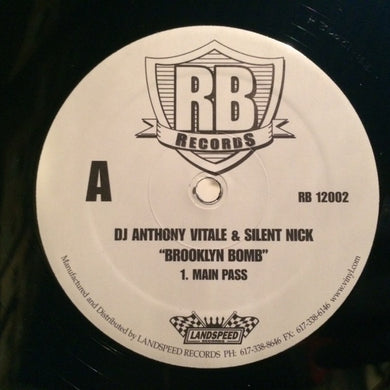 RB
RECORDS
A
RB 12002
DJ ANTHONY VITALE & SILENT NICK
"BROOKLYN BOMB"
1. MAIN PASS
LANDSPEED
Manufactured and Distributed by LANDSPEED RECORDS PH: 617-338-8646 FX: 617-338-6146 www.vinyl.com